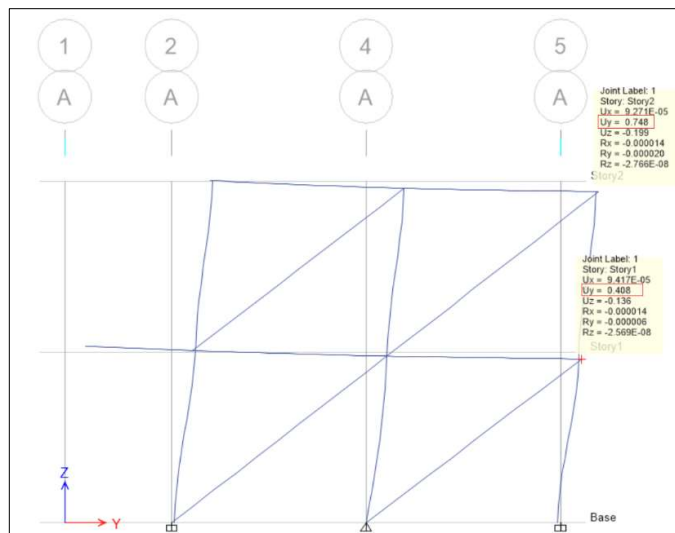 1 2 4 5
A A A A
Joint Label: 1
Story: Story2
Ux = 9.271E-05
Uy = 0.748
Uz = -0.199
Rx = -0.000014
Ry = -0.000020
Rz = -2.766E-08
Story2
Joint Label: 1
Story: Story1
Ux = 9.417E-05
Uy = 0.408
Uz = -0.136
Rx = -0.000014
Ry = -0.000006
Rz = -2.569E-08
Story1
Z
Y
Base